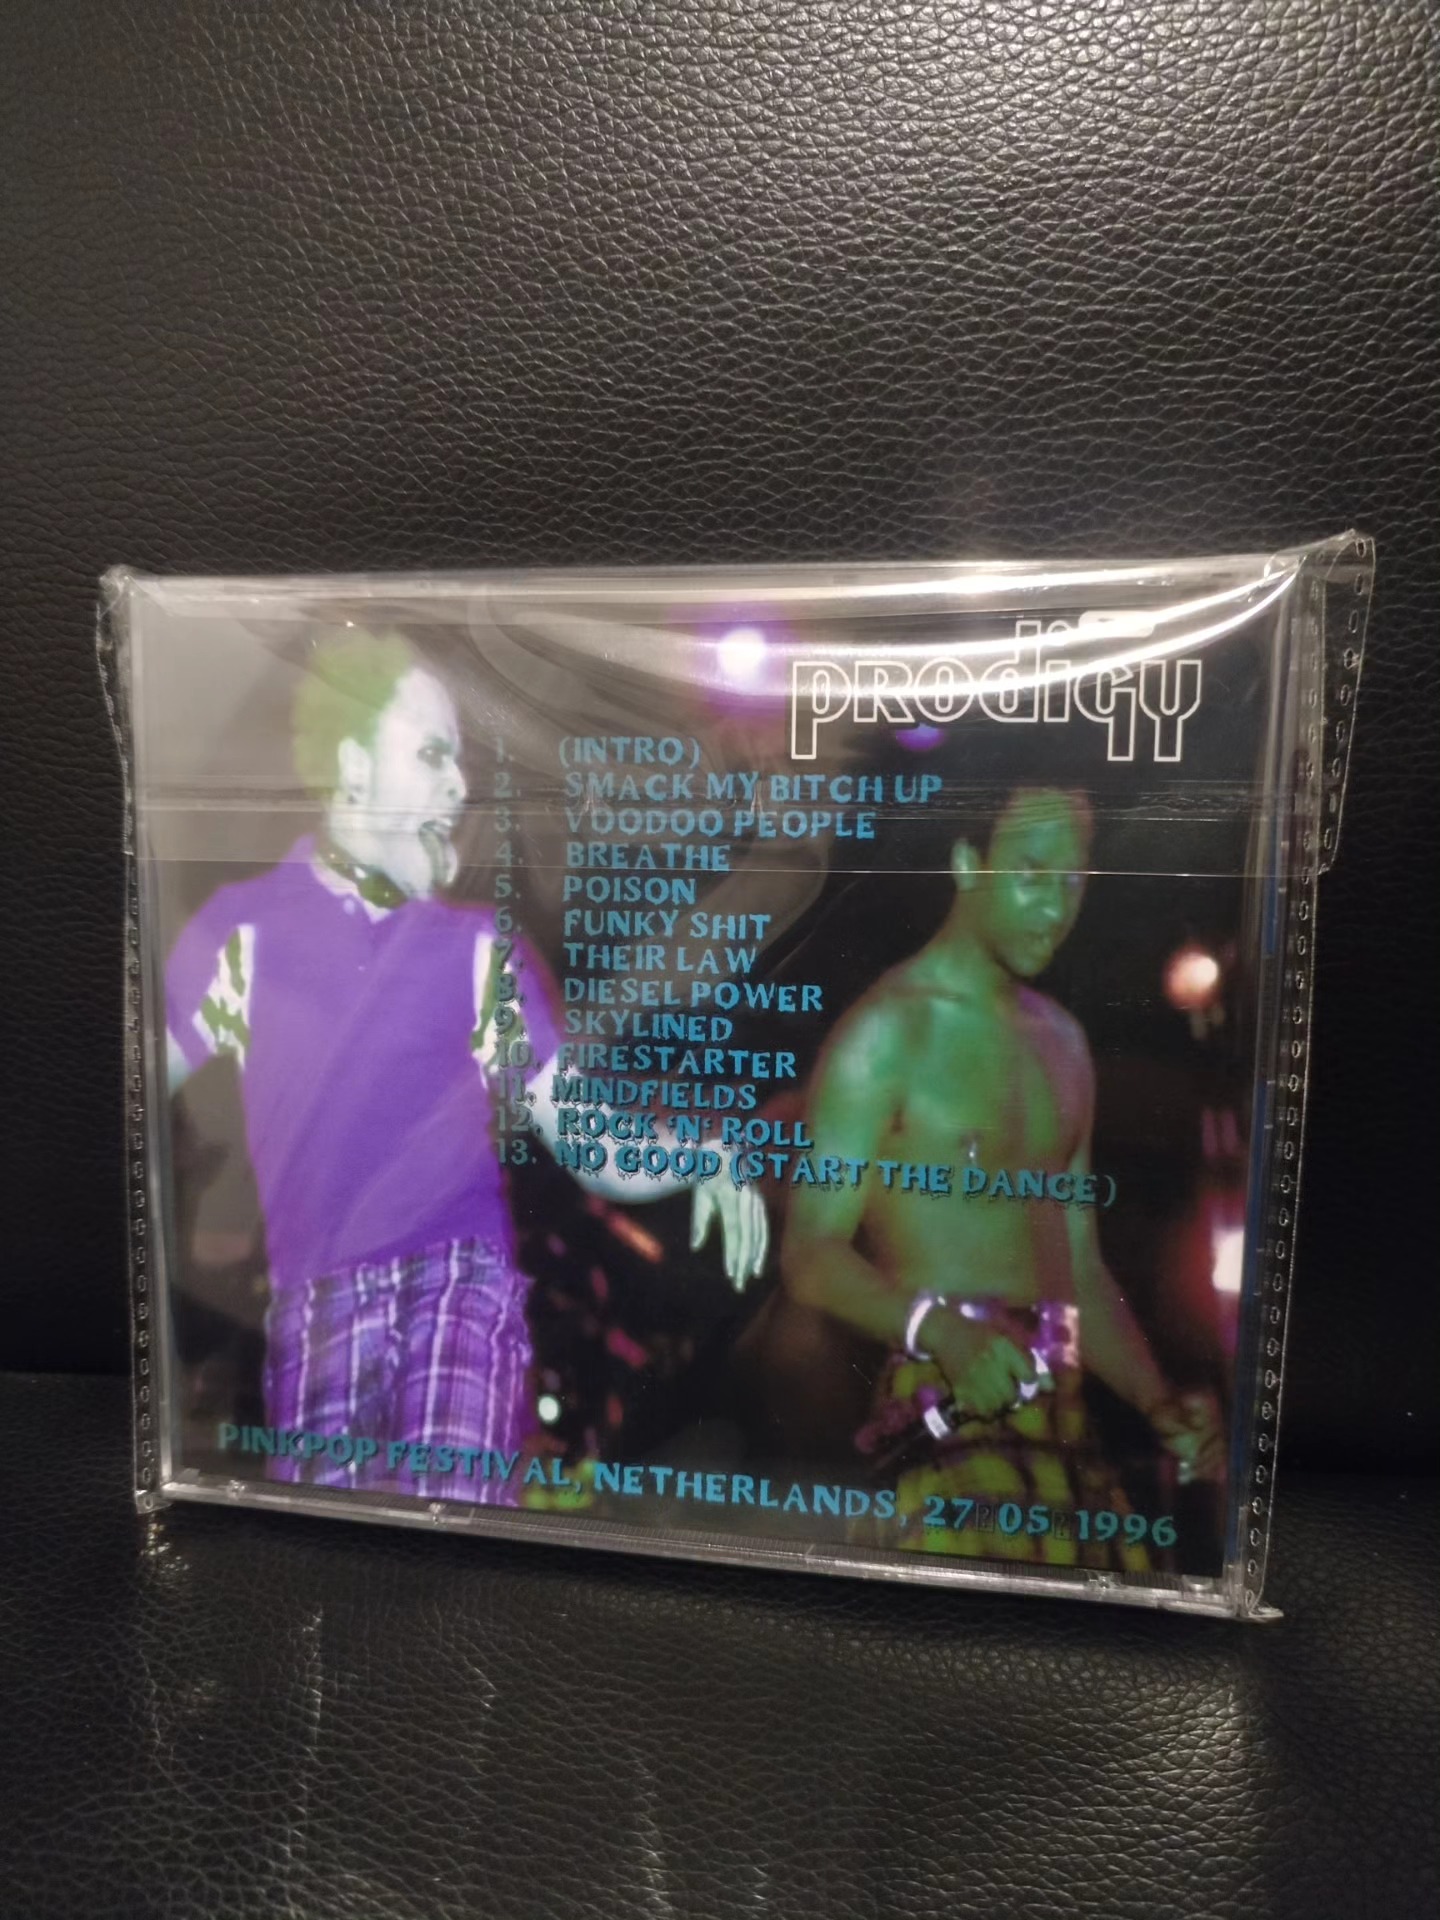 prodigy
1. (INTRO)
2. SMACK MY BITCH UP
3. VOODOO PEOPLE
4. BREATHE
5. POISON
6. FUNKY SHIT
7. THEIR LAW
8. DIESEL POWER
9. SKYLINED
10. FIRESTARTER
11. MINDFIELDS
12. ROCK 'N' ROLL
13. NO GOOD (START THE DANCE)
PINKPOP FESTIVAL, NETHERLANDS, 27 05 1996